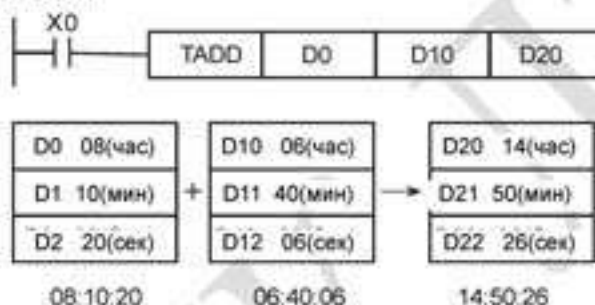 X0
TADD D0 D10 D20
D0 08(час) D10 06(час) D20 14(час)
D1 10(мин) + D11 40(мин) D21 50(мин)
D2 20(сек) D12 06(сек) D22 26(сек)
08:10:20 06:40:06 14:50:26